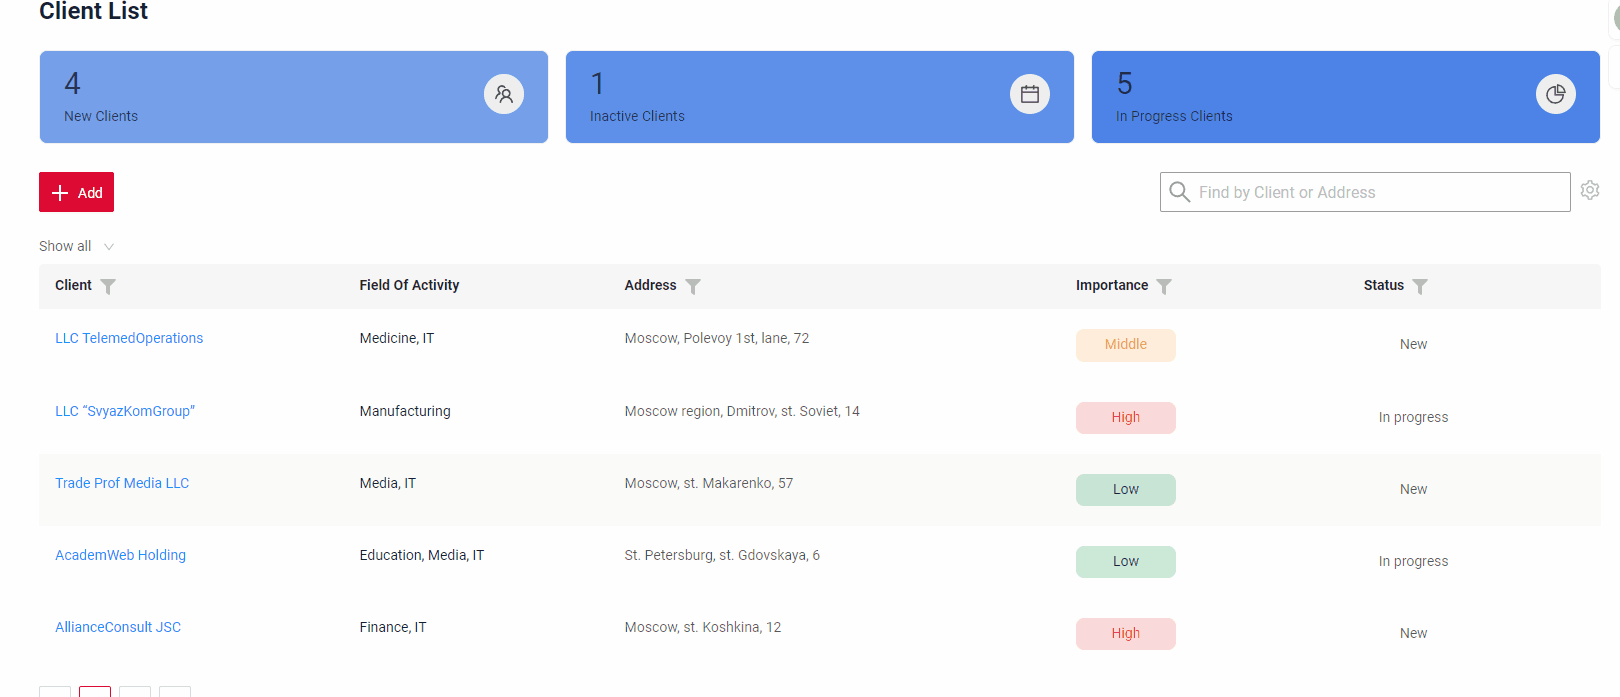 Client List
4
New Clients
1
Inactive Clients
5
In Progress Clients
Add
Find by Client or Address
Show all
Client Field Of Activity Address Importance Status
LLC TelemedOperations Medicine, IT Moscow, Polevoy 1st, lane, 72 Middle New
LLC “SvyazKomGroup” Manufacturing Moscow region, Dmitrov, st. Soviet, 14 High In progress
Trade Prof Media LLC Media, IT Moscow, st. Makarenko, 57 Low New
AcademWeb Holding Education, Media, IT St. Petersburg, st. Gdovskaya, 6 Low In progress
AllianceConsult JSC Finance, IT Moscow, st. Koshkina, 12 High New